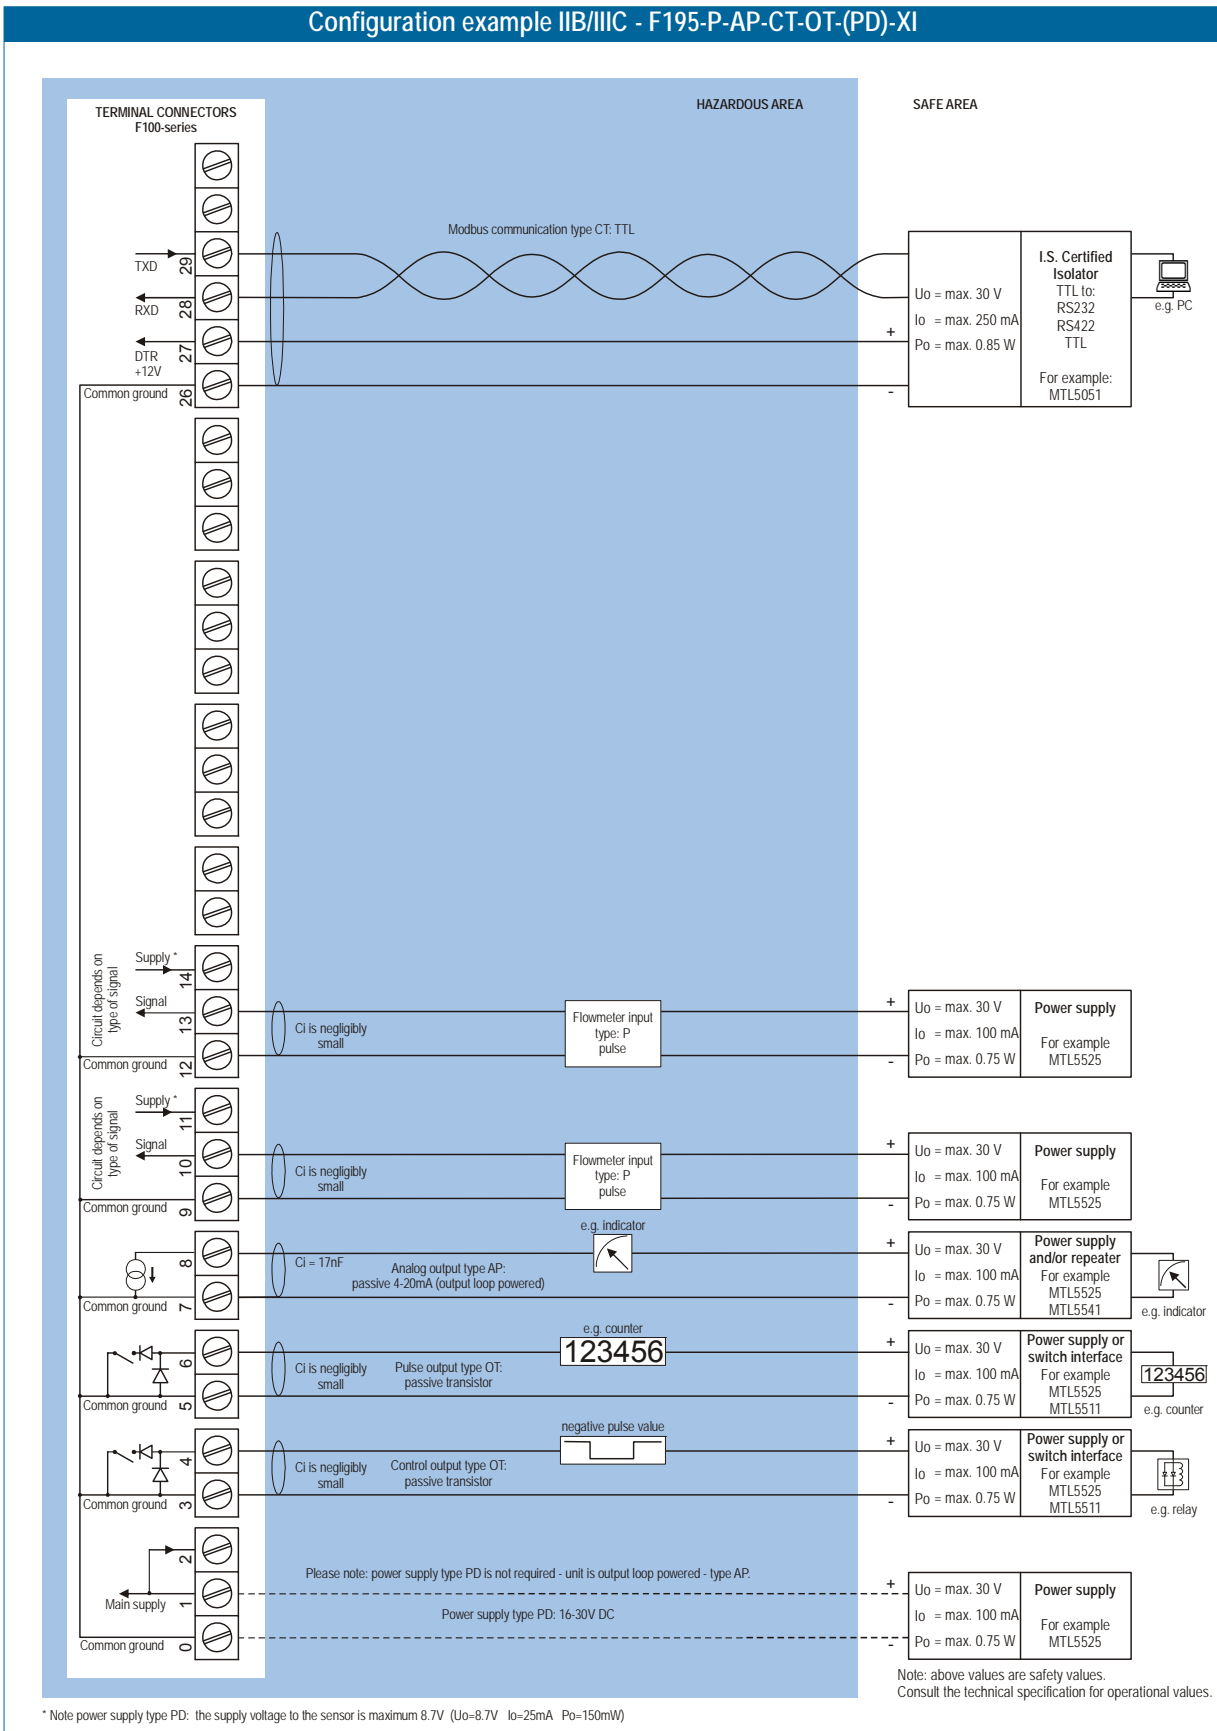 Configuration example IIB/IIIC - F195-P-AP-CT-OT-(PD)-XI
TERMINAL CONNECTORS
F100-series
HAZARDOUS AREA
SAFE AREA
Modbus communication type CT: TTL
TXD
29
RXD
28
DTR
+12V
27
Common ground
26
+
-
Uo = max. 30 V
Io = max. 250 mA
Po = max. 0.85 W
I.S. Certified
Isolator
TTL to:
RS232
RS422
TTL
For example:
MTL5051
e.g. PC
Circuit depends on
type of signal
Supply *
14
Signal
13
Common ground
12
Ci is negligibly
small
Flowmeter input
type: P
pulse
+
-
Uo = max. 30 V
Io = max. 100 mA
Po = max. 0.75 W
Power supply
For example
MTL5525
Circuit depends on
type of signal
Supply *
11
Signal
10
Common ground
9
Ci is negligibly
small
Flowmeter input
type: P
pulse
+
-
Uo = max. 30 V
Io = max. 100 mA
Po = max. 0.75 W
Power supply
For example
MTL5525
8
Common ground
7
Ci = 17nF
Analog output type AP:
passive 4-20mA (output loop powered)
e.g. indicator
+
-
Uo = max. 30 V
Io = max. 100 mA
Po = max. 0.75 W
Power supply
and/or repeater
For example
MTL5525
MTL5541
e.g. indicator
6
Common ground
5
Ci is negligibly
small
Pulse output type OT:
passive transistor
e.g. counter
123456
+
-
Uo = max. 30 V
Io = max. 100 mA
Po = max. 0.75 W
Power supply or
switch interface
For example
MTL5525
MTL5511
123456
e.g. counter
4
Common ground
3
Ci is negligibly
small
Control output type OT:
passive transistor
negative pulse value
+
-
Uo = max. 30 V
Io = max. 100 mA
Po = max. 0.75 W
Power supply or
switch interface
For example
MTL5525
MTL5511
e.g. relay
2
Main supply
1
Common ground
0
Please note: power supply type PD is not required - unit is output loop powered - type AP.
Power supply type PD: 16-30V DC
+
-
Uo = max. 30 V
Io = max. 100 mA
Po = max. 0.75 W
Power supply
For example
MTL5525
Note: above values are safety values.
Consult the technical specification for operational values.
* Note power supply type PD: the supply voltage to the sensor is maximum 8.7V (Uo=8.7V Io=25mA Po=150mW)